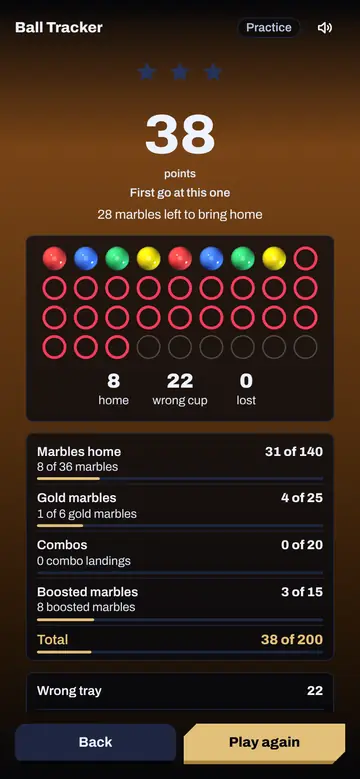 Ball Tracker
Practice
38
points
First go at this one
28 marbles left to bring home
8 22 0
home wrong cup lost
Marbles home 31 of 140
8 of 36 marbles
Gold marbles 4 of 25
1 of 6 gold marbles
Combos 0 of 20
0 combo landings
Boosted marbles 3 of 15
8 boosted marbles
Total 38 of 200
Wrong tray 22
Back Play again